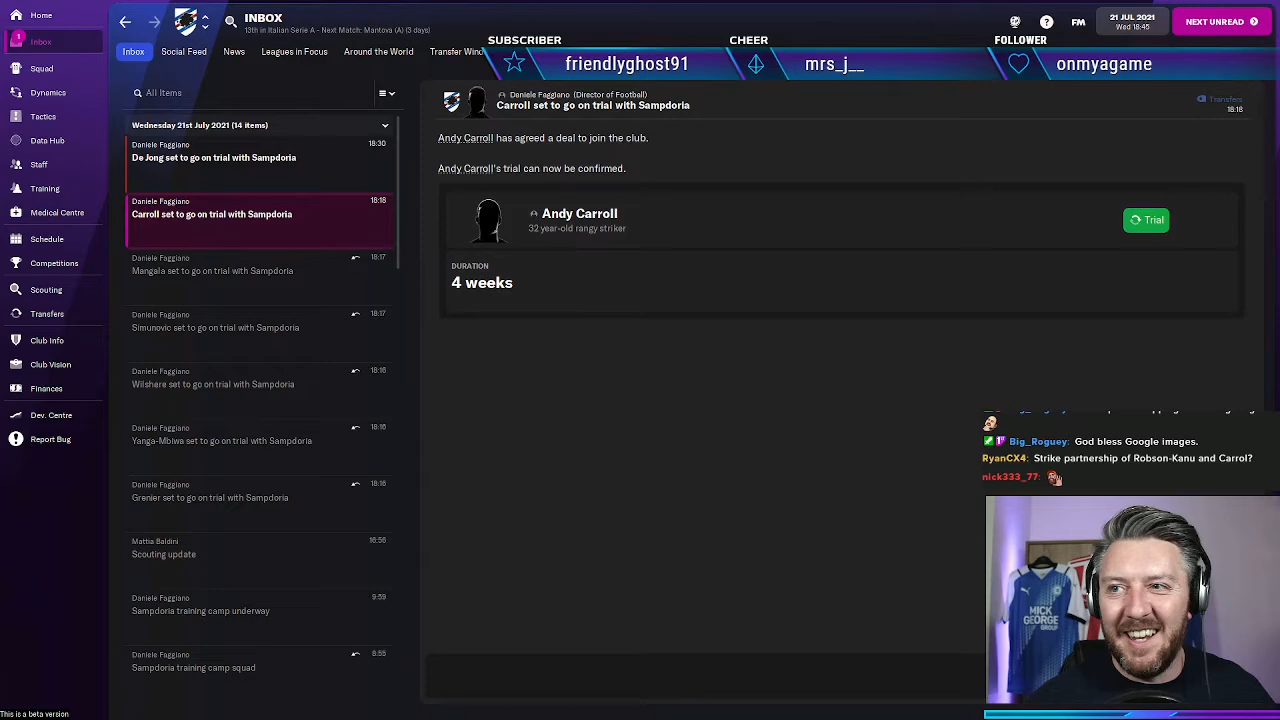 Home
INBOX
13th in Italian Serie A - Next Match: Mantova (A) (3 days)
FM
21 JUL 2021
Wed 18:45
NEXT UNREAD
1
Inbox
Squad
Dynamics
Tactics
Data Hub
Staff
Training
Medical Centre
Schedule
Competitions
Scouting
Transfers
Club Info
Club Vision
Finances
Dev. Centre
Report Bug
This is a beta version
Inbox
Social Feed
News
Leagues in Focus
Around the World
Transfer Wind
SUBSCRIBER
friendlyghost91
CHEER
mrs_j__
FOLLOWER
onmyagame
All Items
Wednesday 21st July 2021 (14 items)
Daniele Faggiano
18:30
De Jong set to go on trial with Sampdoria
Daniele Faggiano
18:18
Carroll set to go on trial with Sampdoria
Daniele Faggiano
18:17
Mangala set to go on trial with Sampdoria
Daniele Faggiano
18:17
Simunovic set to go on trial with Sampdoria
Daniele Faggiano
18:16
Wilshere set to go on trial with Sampdoria
Daniele Faggiano
18:16
Yanga-Mbiwa set to go on trial with Sampdoria
Daniele Faggiano
18:16
Grenier set to go on trial with Sampdoria
Mattia Baldini
16:56
Scouting update
Daniele Faggiano
9:59
Sampdoria training camp underway
Daniele Faggiano
8:55
Sampdoria training camp squad
Daniele Faggiano (Director of Football)
Carroll set to go on trial with Sampdoria
Transfers
18:18
Andy Carroll has agreed a deal to join the club.
Andy Carroll's trial can now be confirmed.
Andy Carroll
32 year-old rangy striker
Trial
DURATION
4 weeks
Big_Roguey: God bless Google images.
RyanCX4: Strike partnership of Robson-Kanu and Carrol?
nick333_77:
MICK
GEORGE
GROUP